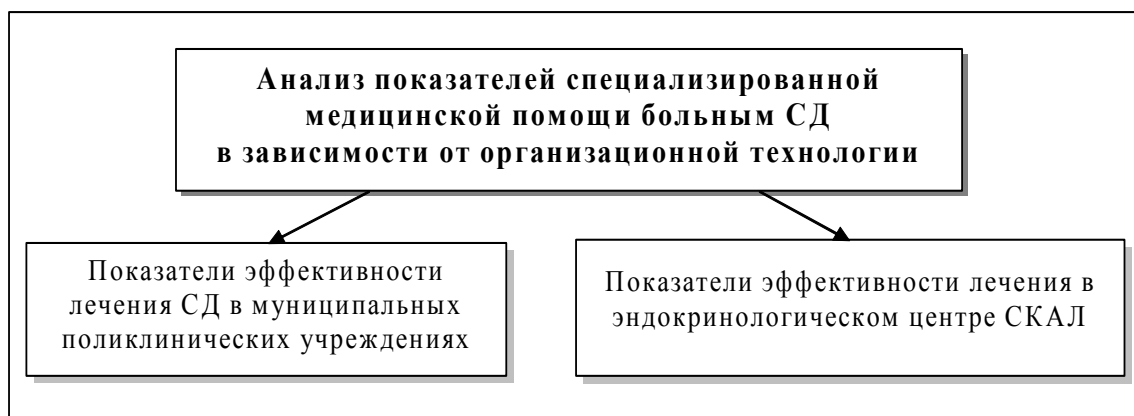 Анализ показателей специализированной
медицинской помощи больным СД
в зависимости от организационной технологии
Показатели эффективности
лечения СД в муниципальных
поликлинических учреждениях
Показатели эффективности лечения в
эндокринологическом центре СКАЛ